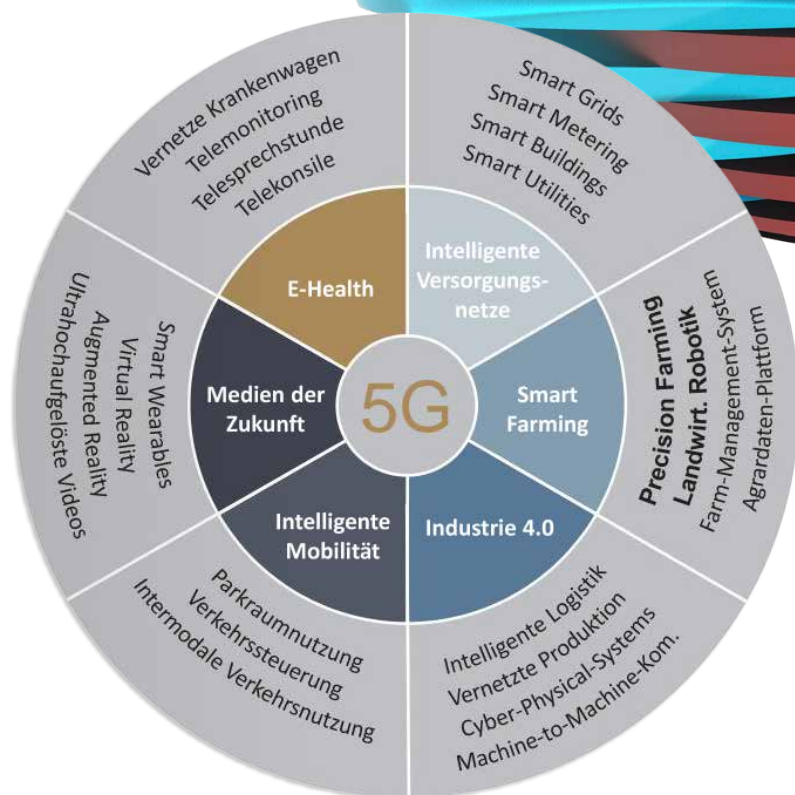 Vernetze Krankenwagen
Telemonitoring
Telesprechstunde
Telekonsile
Smart Grids
Smart Metering
Smart Buildings
Smart Utilities
E-Health
Intelligente
Versorgungs-
netze
Precision Farming
Landwirt. Robotik
Farm-Management-System
Agrardaten-Plattform
Smart Wearables
Virtual Reality
Augmented Reality
Ultrahochaufgelöste Videos
Medien der
Zukunft
5G
Smart
Farming
Intelligente
Mobilität
Industrie 4.0
Parkraumnutzung
Verkehrssteuerung
Intermodale Verkehrsnutzung
Intelligente Logistik
Vernetzte Produktion
Cyber-Physical-Systems
Machine-to-Machine-Kom.